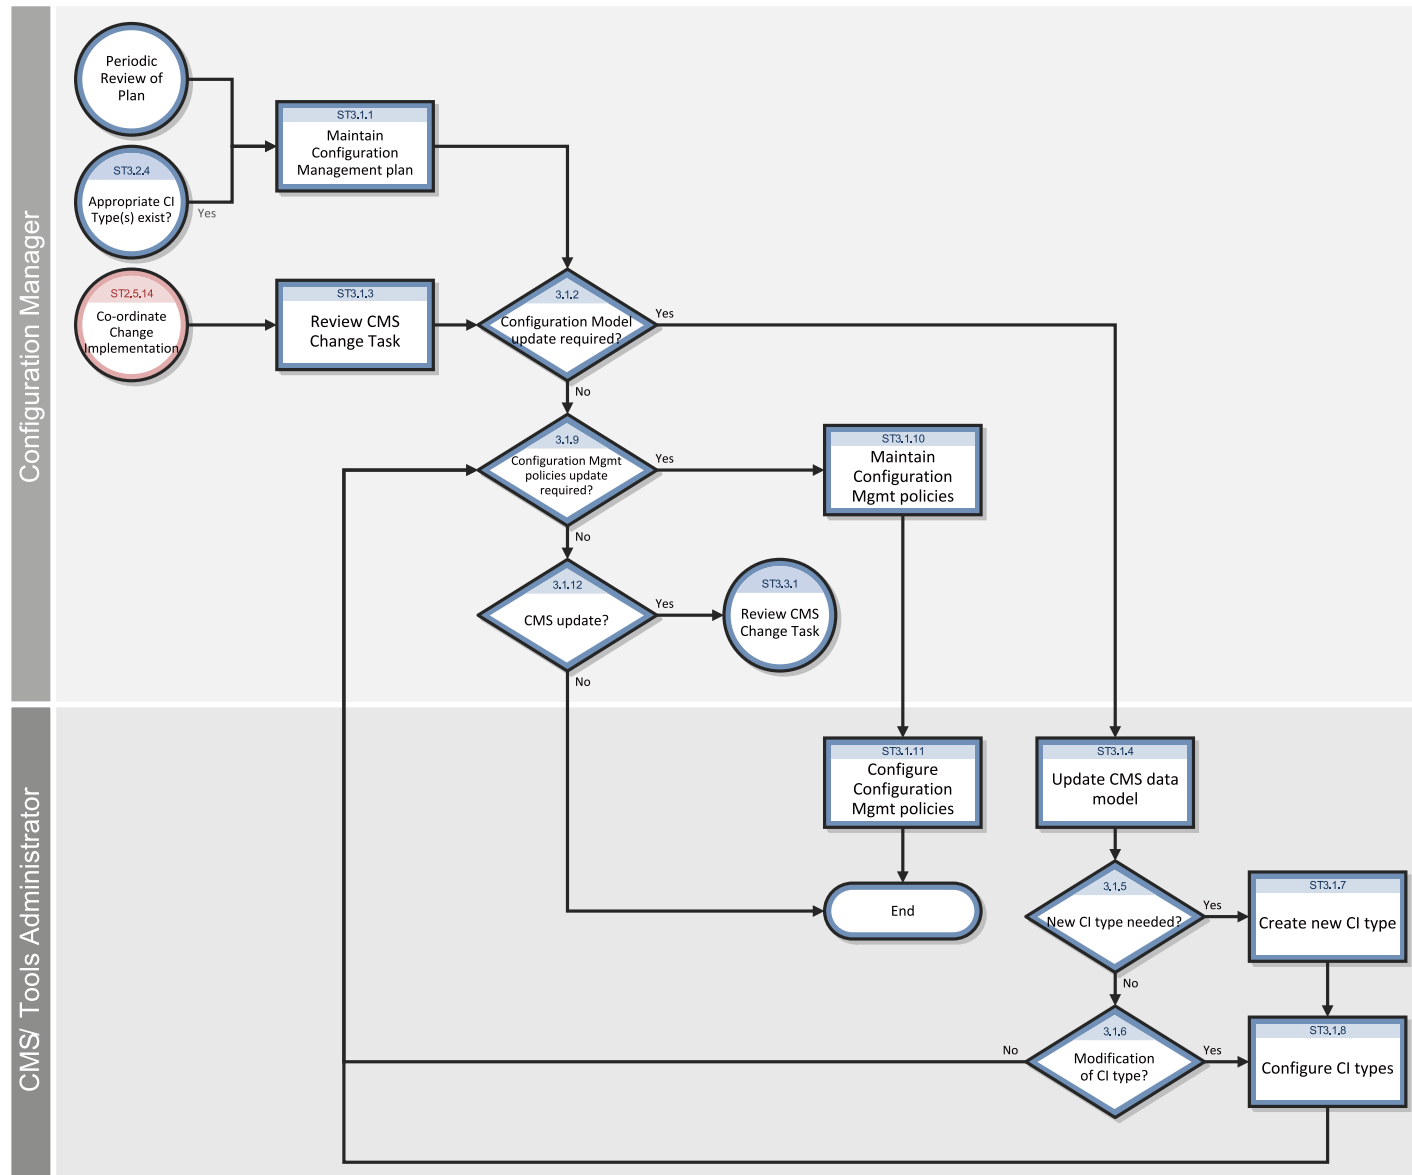 Configuration Manager
Periodic
Review of
Plan
ST3.1.1
Maintain
Configuration
Management plan
ST3.2.4
Appropriate CI
Type(s) exist?
Yes
ST2.5.14
Co-ordinate
Change
Implementation
ST3.1.3
Review CMS
Change Task
3.1.2
Configuration Model
update required?
Yes
No
3.1.9
Configuration Mgmt
policies update
required?
Yes
No
ST3.1.10
Maintain
Configuration
Mgmt policies
3.1.12
CMS update?
Yes
No
ST3.3.1
Review CMS
Change Task
CMS/ Tools Administrator
ST3.1.11
Configure
Configuration
Mgmt policies
ST3.1.4
Update CMS data
model
End
3.1.5
New CI type needed?
Yes
No
ST3.1.7
Create new CI type
3.1.6
Modification
of CI type?
No
Yes
ST3.1.8
Configure CI types